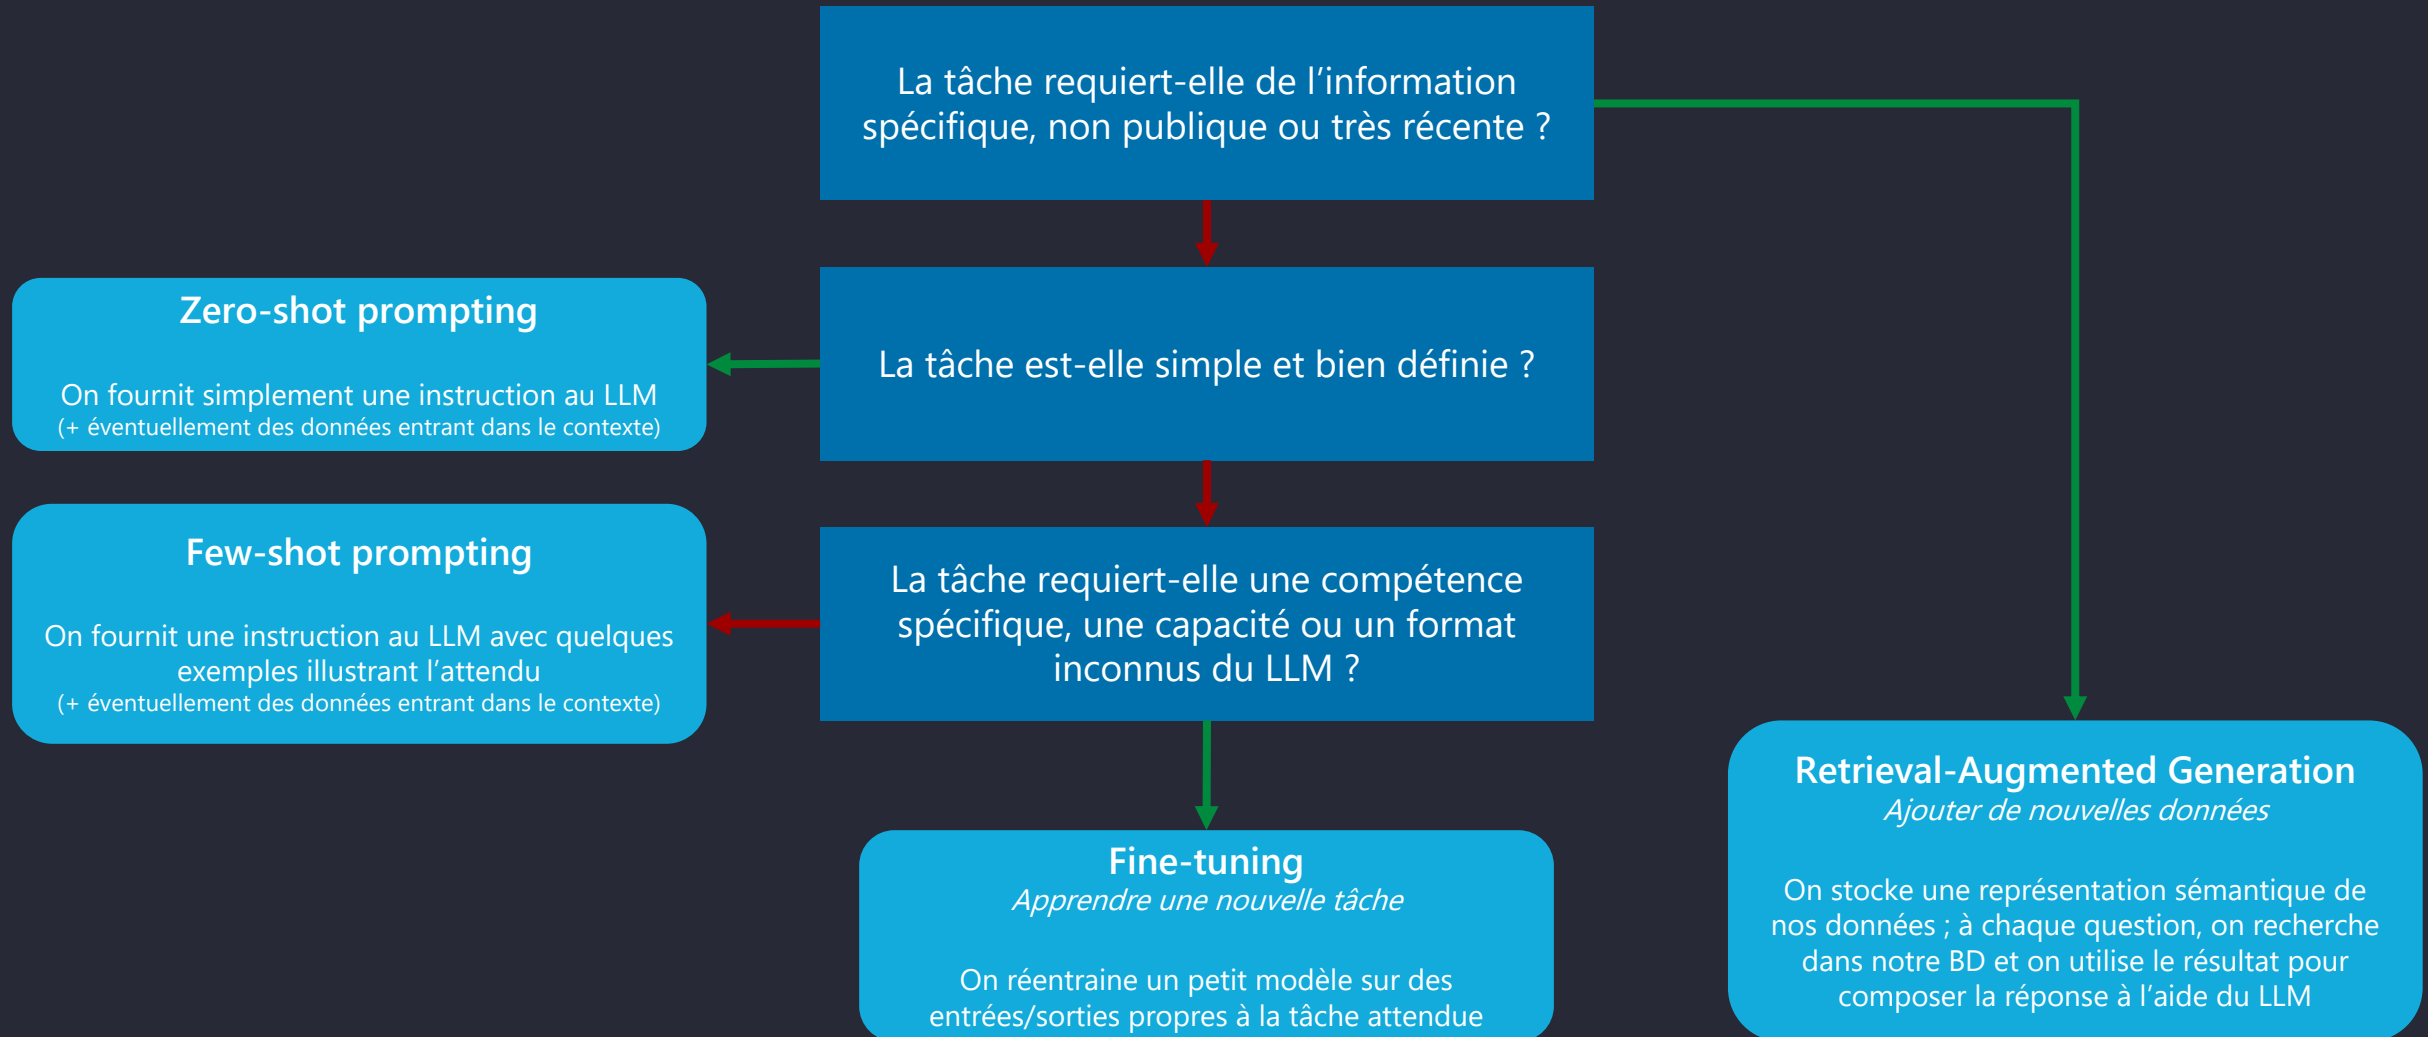 La tâche requiert-elle de l’information
spécifique, non publique ou très récente ?
Zero-shot prompting
On fournit simplement une instruction au LLM
(+ éventuellement des données entrant dans le contexte)
La tâche est-elle simple et bien définie ?
Few-shot prompting
On fournit une instruction au LLM avec quelques
exemples illustrant l’attendu
(+ éventuellement des données entrant dans le contexte)
La tâche requiert-elle une compétence
spécifique, une capacité ou un format
inconnus du LLM ?
Fine-tuning
Apprendre une nouvelle tâche
On réentraine un petit modèle sur des
entrées/sorties propres à la tâche attendue
Retrieval-Augmented Generation
Ajouter de nouvelles données
On stocke une représentation sémantique de
nos données ; à chaque question, on recherche
dans notre BD et on utilise le résultat pour
composer la réponse à l’aide du LLM